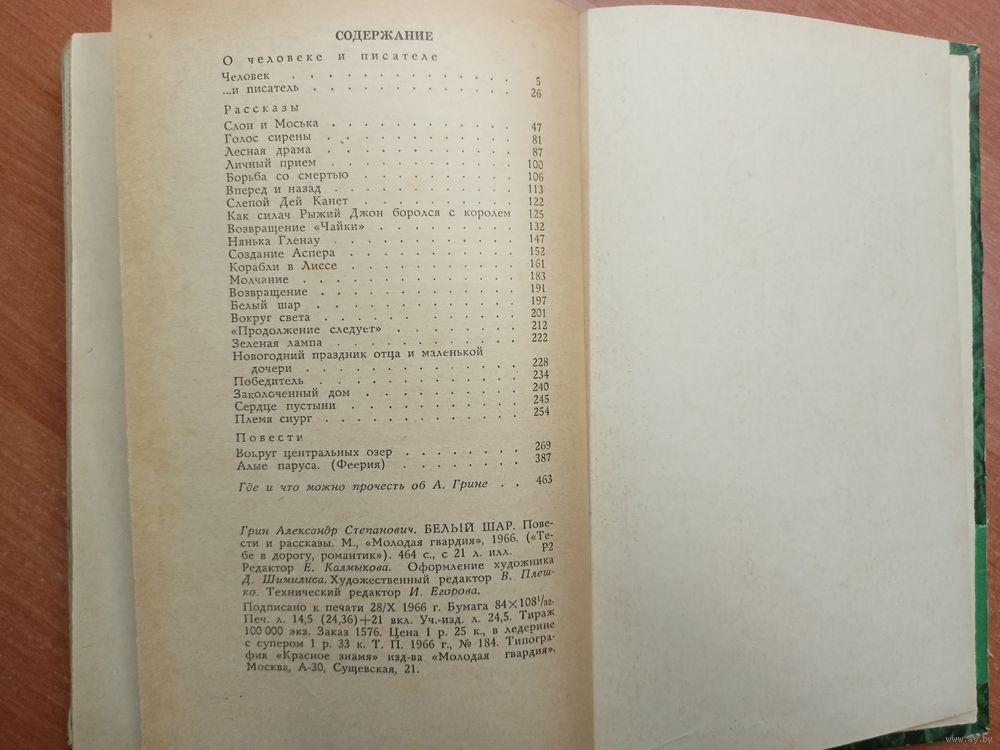 СОДЕРЖАНИЕ
О человеке и писателе
Человек . . . . . . . . . . . . . 5
...и писатель . . . . . . . . . . . . 26
Рассказы
Слон и Моська . . . . . . . . . . . 47
Голос сирены . . . . . . . . . . . 81
Лесная драма . . . . . . . . . . . 87
Личный прием . . . . . . . . . . . 100
Борьба со смертью . . . . . . . . . 106
Вперед и назад . . . . . . . . . . . 113
Слепой Дей Канет . . . . . . . . . 122
Как силач Рыжий Джон боролся с королем 125
Возвращение «Чайки» . . . . . . . . 132
Нянька Гленау . . . . . . . . . . . 147
Создание Аспера . . . . . . . . . . 152
Корабли в Лиссе . . . . . . . . . . 161
Молчание . . . . . . . . . . . . 183
Возвращение . . . . . . . . . . . 191
Белый шар . . . . . . . . . . . . 197
Вокруг света . . . . . . . . . . . 201
«Продолжение следует» . . . . . . . 212
Зеленая лампа . . . . . . . . . . . 222
Новогодний праздник отца и маленькой
дочери . . . . . . . . . . . . 228
Победитель . . . . . . . . . . . 234
Заколоченный дом . . . . . . . . . 240
Сердце пустыни . . . . . . . . . . 245
Племя сиург . . . . . . . . . . . 254
Повести
Вокруг центральных озер . . . . . . . 269
Алые паруса. (Феерия) . . . . . . . 387
Где и что можно прочесть об А. Грине . . 463
Грин Александр Степанович. БЕЛЫЙ ШАР. Пове-
сти и рассказы. М., «Молодая гвардия», 1966. («Те-
бе в дорогу, романтик»). 464 с., с 21 л. илл. Р2
Редактор Е. Калмыкова. Оформление художника
Д. Шимилиса. Художественный редактор В. Плеш-
ко. Технический редактор И. Егорова.
Подписано к печати 28/X 1966 г. Бумага 84×108¹/₃₂.
Печ. л. 14,5 (24,36)+21 вкл. Уч.-изд. л. 24,5. Тираж
100 000 экз. Заказ 1576. Цена 1 р. 25 к., в ледерине
с супером 1 р. 33 к. Т. П. 1966 г., № 184. Типогра-
фия «Красное знамя» изд-ва «Молодая гвардия».
Москва, А-30, Сущевская, 21.
www.ay.by